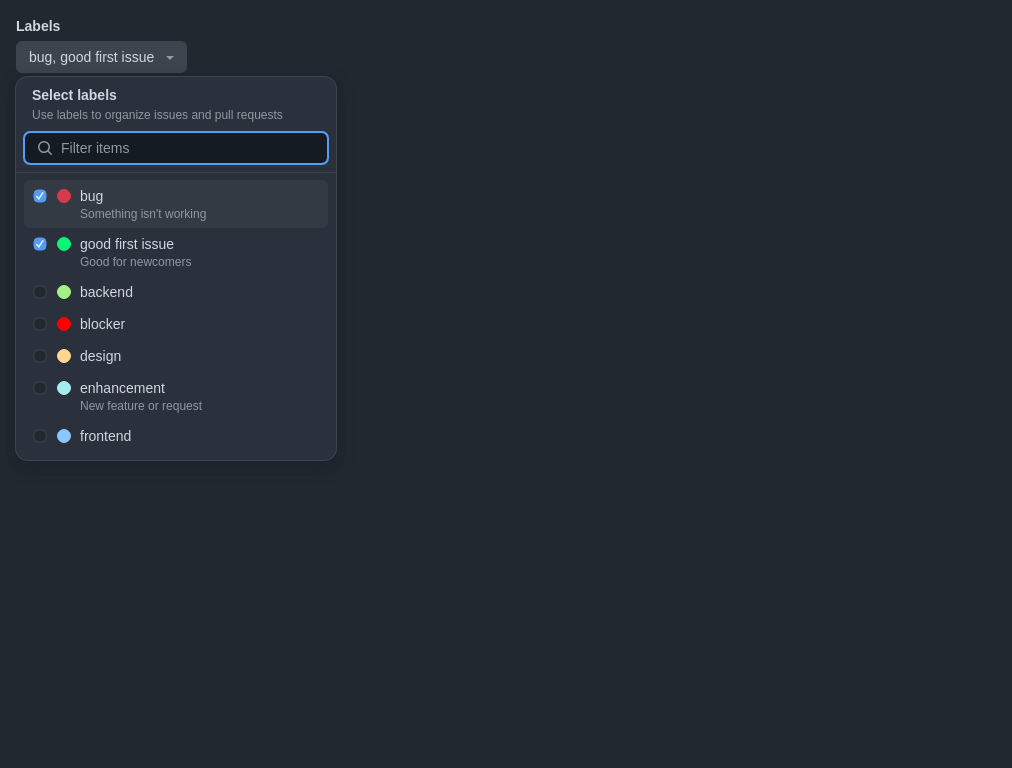 Labels
bug, good first issue
Select labels
Use labels to organize issues and pull requests
Filter items
bug
Something isn't working
good first issue
Good for newcomers
backend
blocker
design
enhancement
New feature or request
frontend